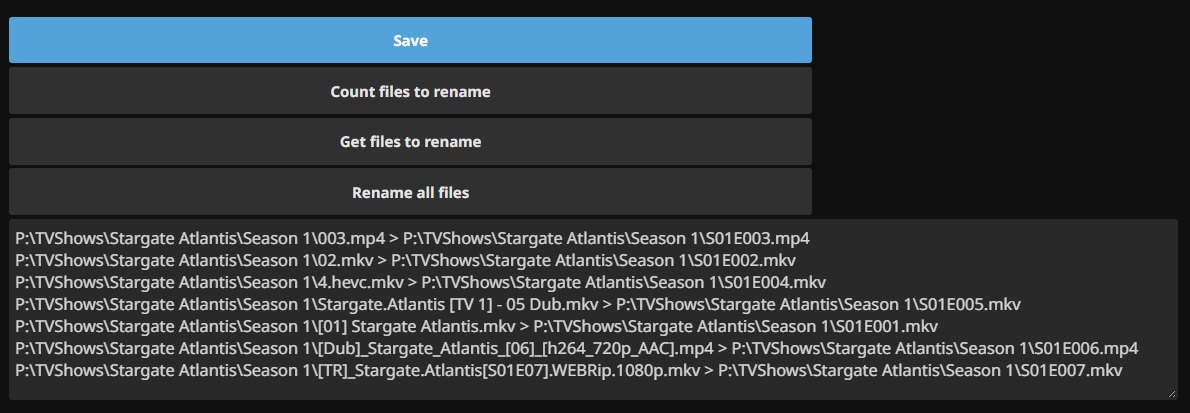 Save
Count files to rename
Get files to rename
Rename all files
P:\TVShows\Stargate Atlantis\Season 1\003.mp4 > P:\TVShows\Stargate Atlantis\Season 1\S01E003.mp4
P:\TVShows\Stargate Atlantis\Season 1\02.mkv > P:\TVShows\Stargate Atlantis\Season 1\S01E002.mkv
P:\TVShows\Stargate Atlantis\Season 1\4.hevc.mkv > P:\TVShows\Stargate Atlantis\Season 1\S01E004.mkv
P:\TVShows\Stargate Atlantis\Season 1\Stargate.Atlantis [TV 1] - 05 Dub.mkv > P:\TVShows\Stargate Atlantis\Season 1\S01E005.mkv
P:\TVShows\Stargate Atlantis\Season 1\[01] Stargate Atlantis.mkv > P:\TVShows\Stargate Atlantis\Season 1\S01E001.mkv
P:\TVShows\Stargate Atlantis\Season 1\[Dub]_Stargate_Atlantis_[06]_[h264_720p_AAC].mp4 > P:\TVShows\Stargate Atlantis\Season 1\S01E006.mp4
P:\TVShows\Stargate Atlantis\Season 1\[TR]_Stargate.Atlantis[S01E07].WEBRip.1080p.mkv > P:\TVShows\Stargate Atlantis\Season 1\S01E007.mkv